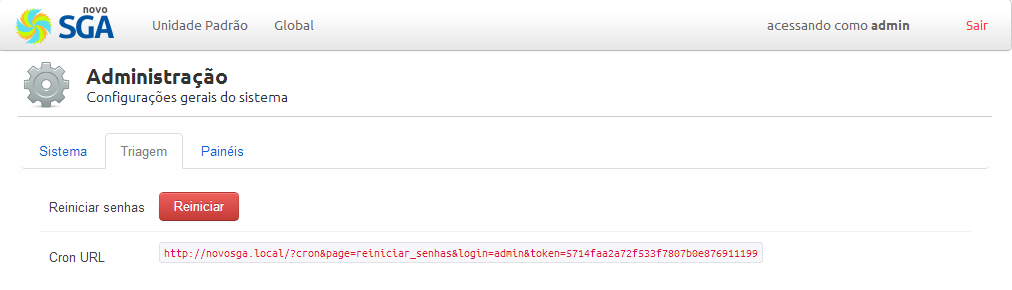 novo
SGA
Unidade Padrão Global acessando como admin Sair
Administração
Configurações gerais do sistema
Sistema Triagem Painéis
Reiniciar senhas Reiniciar
Cron URL http://novosga.local/?cron&page=reiniciar_senhas&login=admin&token=5714faa2a72f533f7807b0e876911199